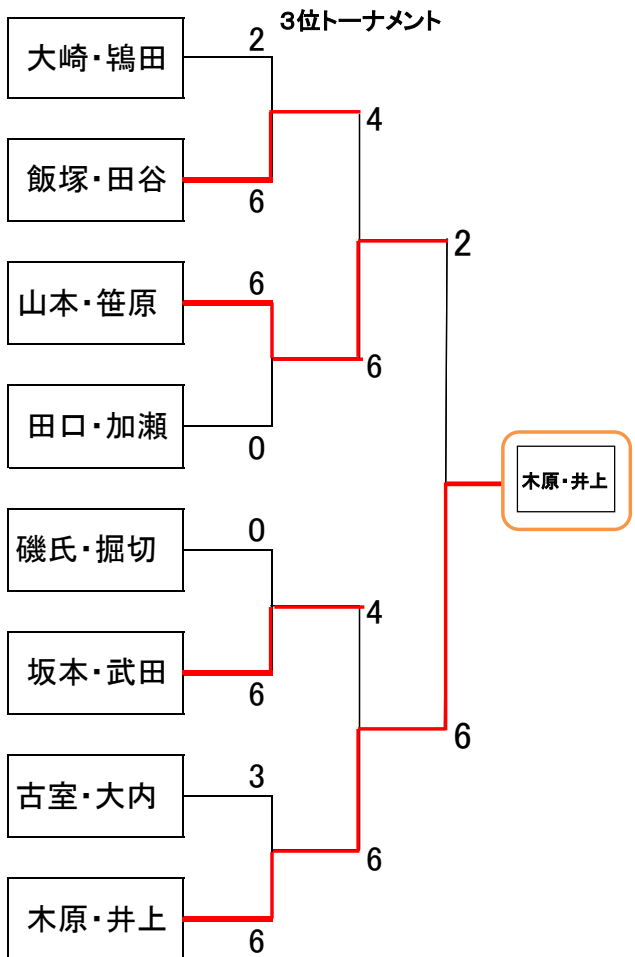 3位トーナメント
2
大崎・鴇田
4
飯塚・田谷
6
2
山本・笹原
6
6
田口・加瀬
0
木原・井上
磯氏・掘切
0
4
坂本・武田
6
6
古室・大内
3
6
木原・井上
6